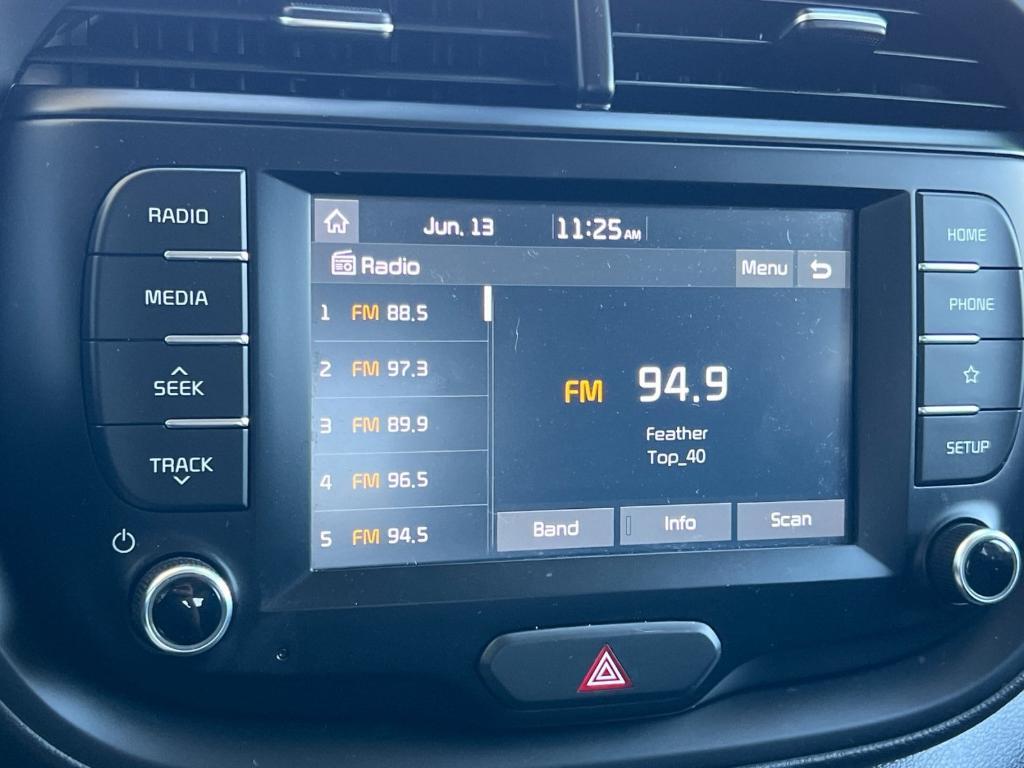 RADIO
MEDIA
SEEK
TRACK
Jun. 13 11:25 AM
Radio Menu
1 FM 88.5
2 FM 97.3
3 FM 89.9
4 FM 96.5
5 FM 94.5
FM 94.9
Feather
Top_40
Band Info Scan
HOME
PHONE
SETUP